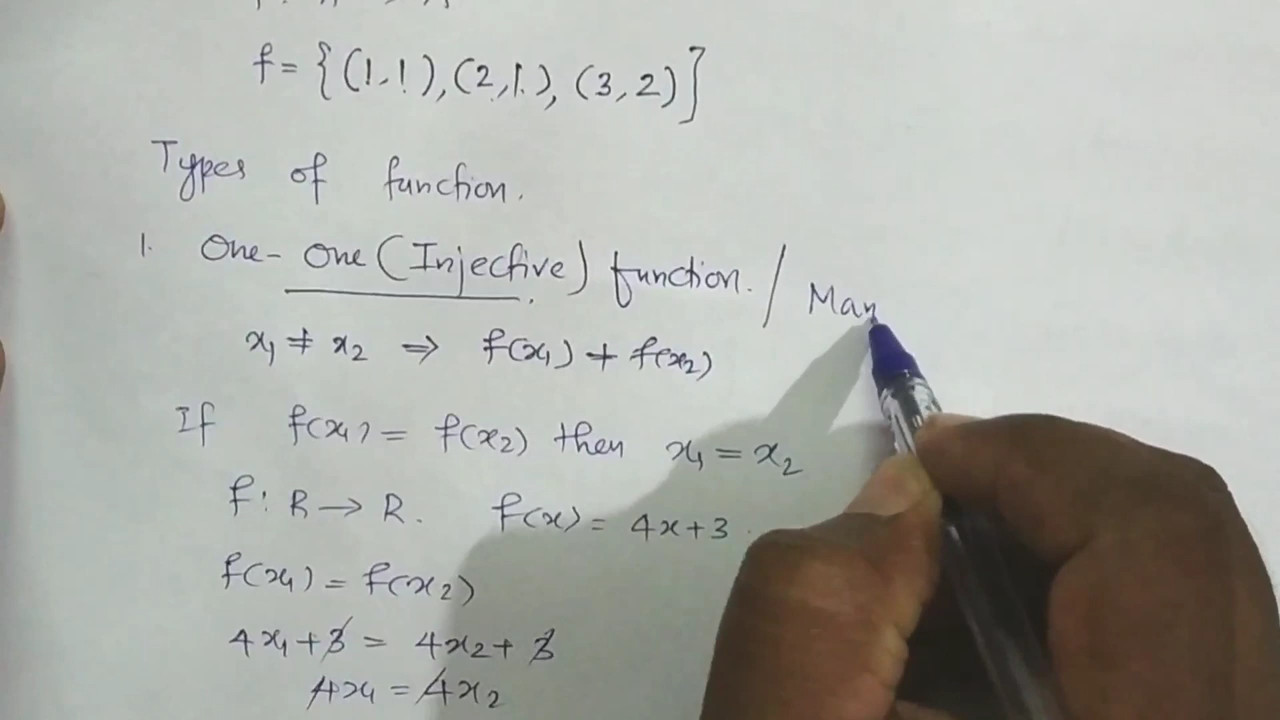 f = {(1,1), (2,1), (3,2)}
Types of function.
1. One-One (Injective) function. / Man
x₁ ≠ x₂ ⇒ f(x₁) ≠ f(x₂)
If f(x₁) = f(x₂) then x₁ = x₂
f: R → R. f(x) = 4x+3.
f(x₁) = f(x₂)
4x₁ + 3 = 4x₂ + 3
4x₁ = 4x₂